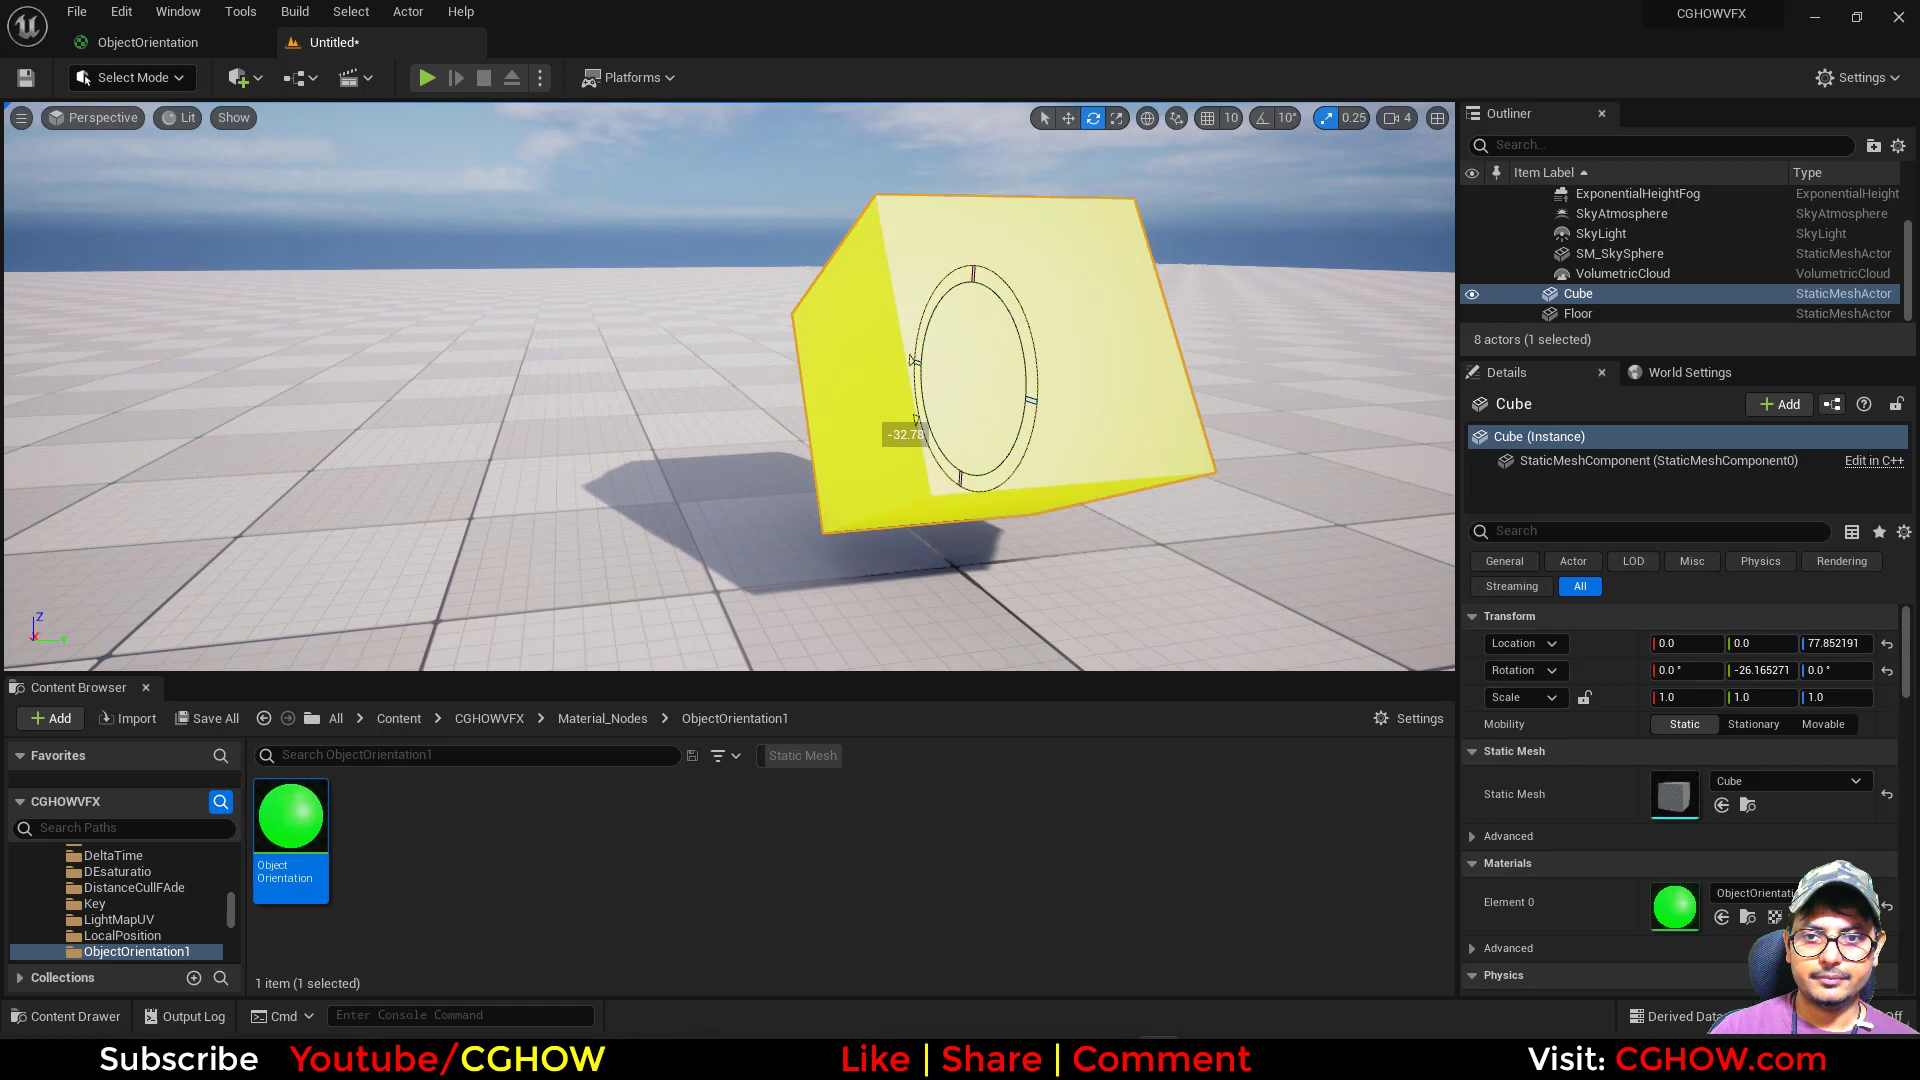 File Edit Window Tools Build Select Actor Help
CGHOWVFX
ObjectOrientation
Untitled*
Select Mode
Platforms
Settings
Perspective Lit Show
10 10° 0.25 4
-32.78
Z
X Y
Outliner
Search...
Item Label Type
ExponentialHeightFog ExponentialHeight
SkyAtmosphere SkyAtmosphere
SkyLight SkyLight
SM_SkySphere StaticMeshActor
VolumetricCloud VolumetricCloud
Cube StaticMeshActor
Floor StaticMeshActor
8 actors (1 selected)
Details World Settings
Cube Add
Cube (Instance)
StaticMeshComponent (StaticMeshComponent0) Edit in C++
Search
General Actor LOD Misc Physics Rendering
Streaming All
Transform
Location 0.0 0.0 77.852191
Rotation 0.0 ° -26.165271 0.0 °
Scale 1.0 1.0 1.0
Mobility Static Stationary Movable
Static Mesh
Static Mesh Cube
Advanced
Materials
Element 0 ObjectOrientati
Advanced
Physics
Content Browser
Add Import Save All All Content CGHOWVFX Material_Nodes ObjectOrientation1 Settings
Favorites
CGHOWVFX
Search Paths
DeltaTime
DEsaturatio
DistanceCullFAde
Key
LightMapUV
LocalPosition
ObjectOrientation1
Collections
Search ObjectOrientation1 Static Mesh
Object
Orientation
1 item (1 selected)
Content Drawer Output Log Cmd Enter Console Command
Derived Data Off
Subscribe Youtube/CGHOW Like | Share | Comment Visit: CGHOW.com